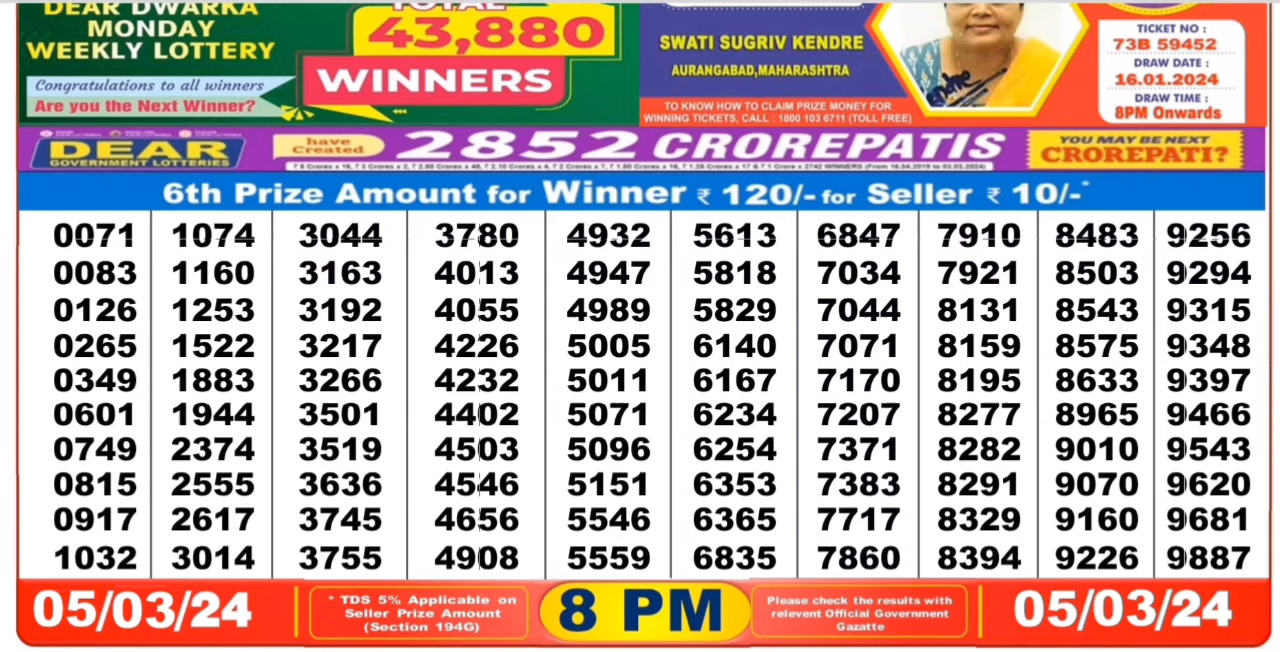 DEAR DWARKA
MONDAY
WEEKLY LOTTERY
Congratulations to all winners
Are you the Next Winner?
TOTAL
43,880
WINNERS
SWATI SUGRIV KENDRE
AURANGABAD,MAHARASHTRA
TO KNOW HOW TO CLAIM PRIZE MONEY FOR
WINNING TICKETS, CALL : 1800 103 6711 (TOLL FREE)
TICKET NO :
73B 59452
DRAW DATE :
16.01.2024
DRAW TIME :
8PM Onwards
DEAR
GOVERNMENT LOTTERIES
have
Created
2852 CROREPATIS
YOU MAY BE NEXT
CROREPATI?
6th Prize Amount for Winner ₹ 120/- for Seller ₹ 10/-*
0071 1074 3044 3780 4932 5613 6847 7910 8483 9256
0083 1160 3163 4013 4947 5818 7034 7921 8503 9294
0126 1253 3192 4055 4989 5829 7044 8131 8543 9315
0265 1522 3217 4226 5005 6140 7071 8159 8575 9348
0349 1883 3266 4232 5011 6167 7170 8195 8633 9397
0601 1944 3501 4402 5071 6234 7207 8277 8965 9466
0749 2374 3519 4503 5096 6254 7371 8282 9010 9543
0815 2555 3636 4546 5151 6353 7383 8291 9070 9620
0917 2617 3745 4656 5546 6365 7717 8329 9160 9681
1032 3014 3755 4908 5559 6835 7860 8394 9226 9887
05/03/24
* TDS 5% Applicable on
Seller Prize Amount
(Section 194G)
8 PM
Please check the results with
relevent Official Government
Gazatte
05/03/24